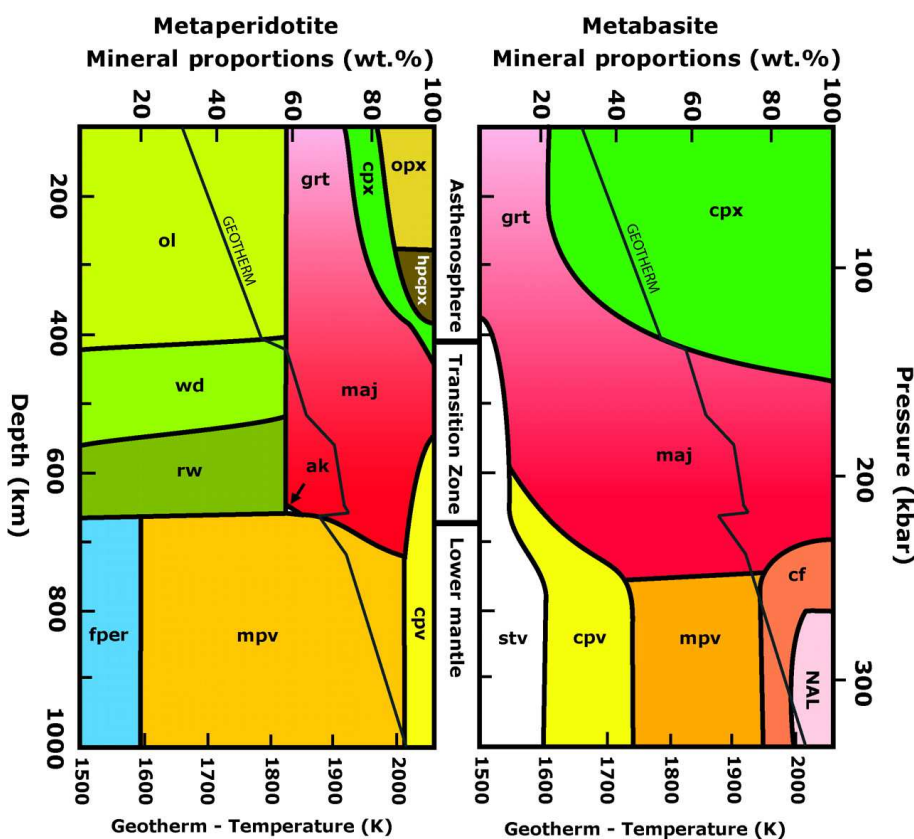 Metaperidotite
Mineral proportions (wt.%)
Metabasite
Mineral proportions (wt.%)
20
40
60
80
100
0
20
40
60
80
100
opx
cpx
grt
hpcpx
ol
GEOTHERM
wd
maj
rw
ak
fper
mpv
cpv
Asthenosphere
Transition Zone
Lower mantle
grt
cpx
GEOTHERM
maj
cf
stv
cpv
mpv
NAL
200
400
600
800
1000
Depth (km)
100
200
300
Pressure (kbar)
1500
1600
1700
1800
1900
2000
1500
1600
1700
1800
1900
2000
Geotherm - Temperature (K)
Geotherm - Temperature (K)